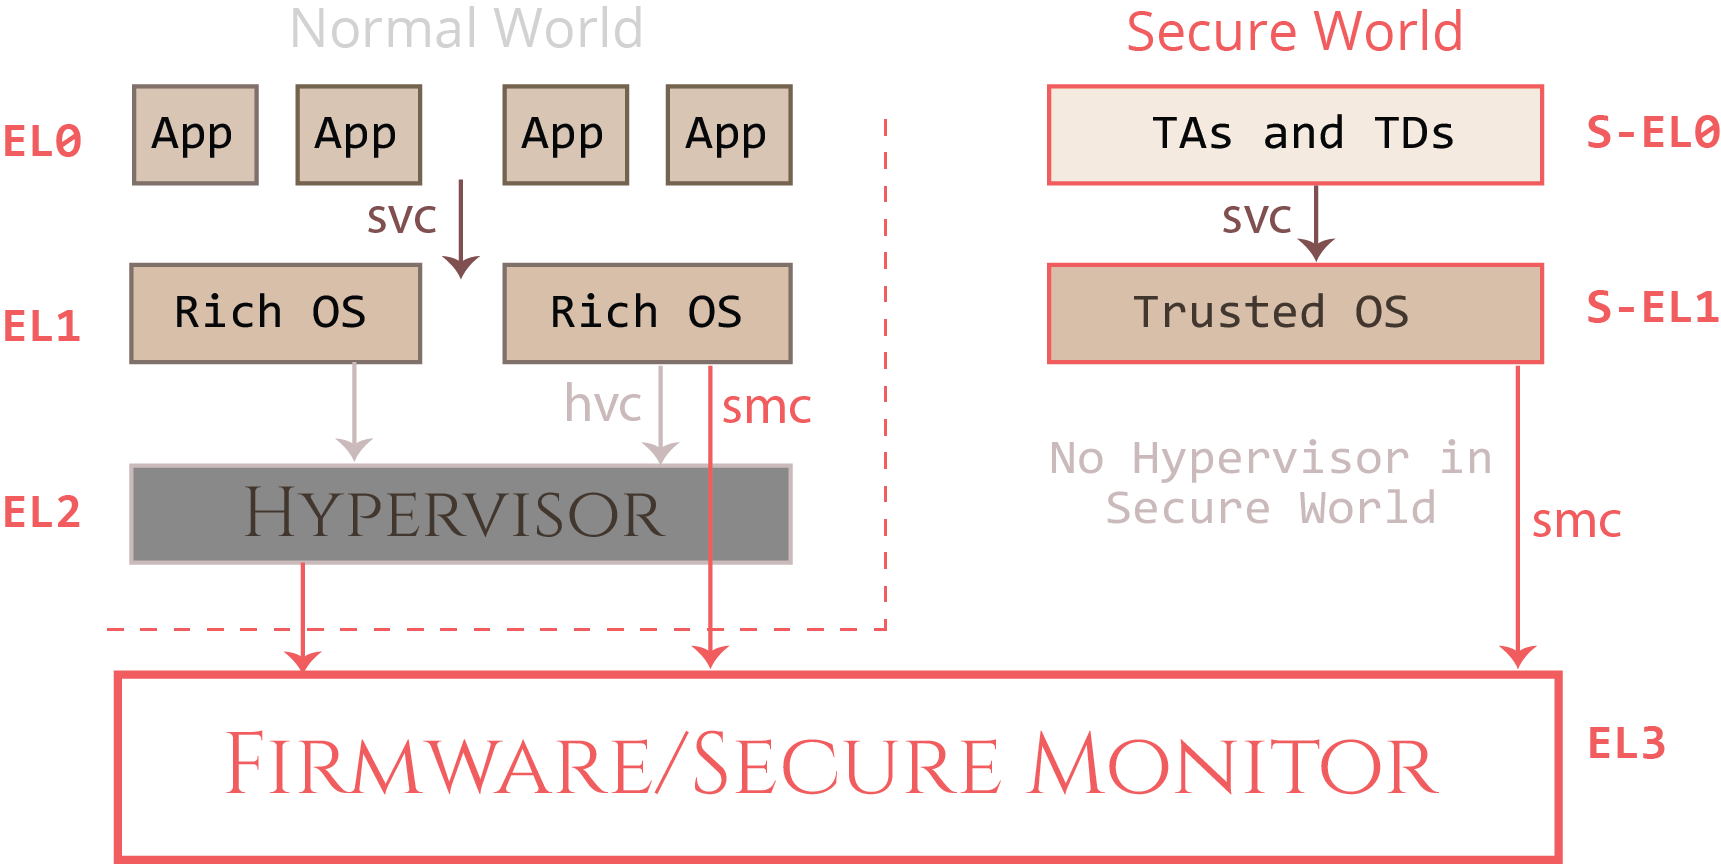 Normal World
Secure World
EL0
App
App
App
App
TAs and TDs
S-EL0
svc
svc
EL1
Rich OS
Rich OS
Trusted OS
S-EL1
hvc
smc
No Hypervisor in
Secure World
EL2
HYPERVISOR
smc
FIRMWARE/SECURE MONITOR
EL3